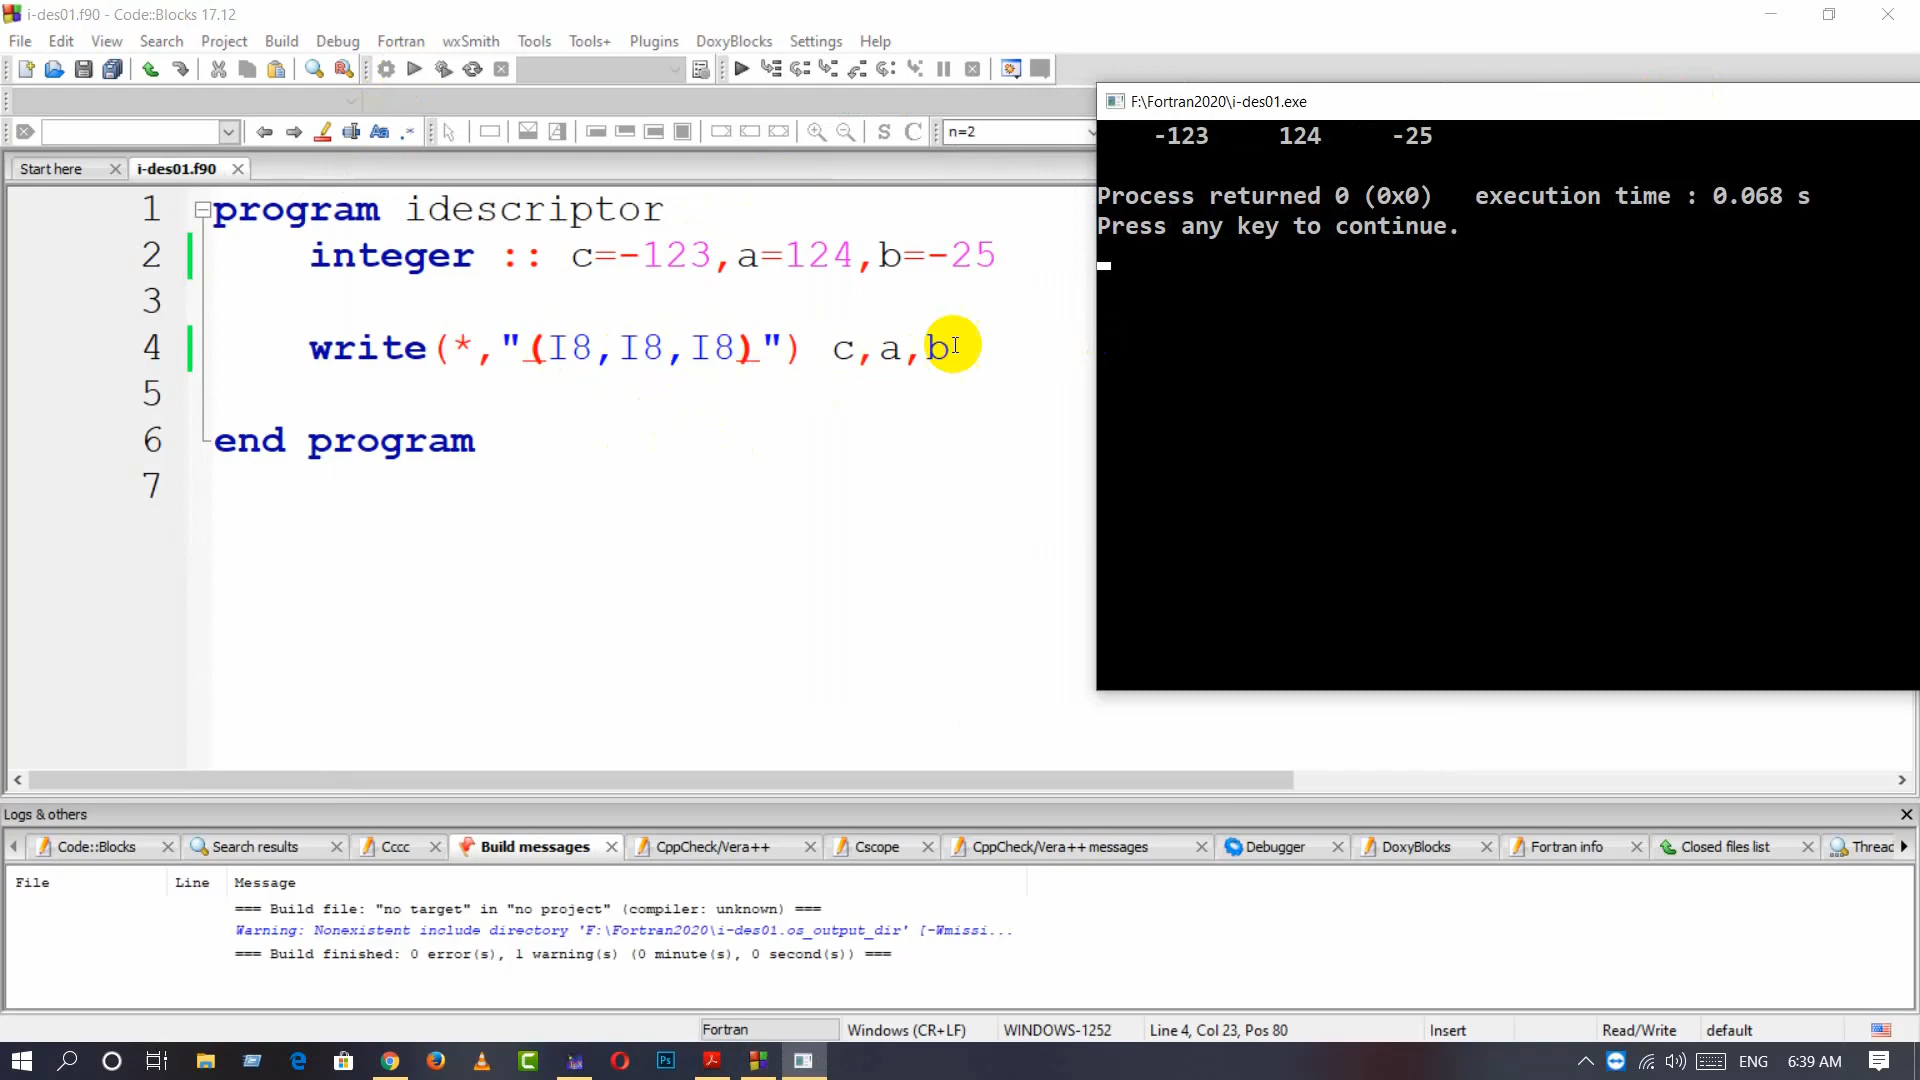 i-des01.f90 - Code::Blocks 17.12
File Edit View Search Project Build Debug Fortran wxSmith Tools Tools+ Plugins DoxyBlocks Settings Help
n=2
Start here i-des01.f90
1 program idescriptor
2 integer :: c=-123,a=124,b=-25
3
4 write(*,"(I8,I8,I8)") c,a,b
5
6 end program
7
F:\Fortran2020\i-des01.exe
-123 124 -25
Process returned 0 (0x0) execution time : 0.068 s
Press any key to continue.
Logs & others
Code::Blocks Search results Cccc Build messages CppCheck/Vera++ Cscope CppCheck/Vera++ messages Debugger DoxyBlocks Fortran info Closed files list Threac
File Line Message
=== Build file: "no target" in "no project" (compiler: unknown) ===
Warning: Nonexistent include directory 'F:\Fortran2020\i-des01.os_output_dir' [-Wmissi...
=== Build finished: 0 error(s), 1 warning(s) (0 minute(s), 0 second(s)) ===
Fortran Windows (CR+LF) WINDOWS-1252 Line 4, Col 23, Pos 80 Insert Read/Write default
ENG 6:39 AM